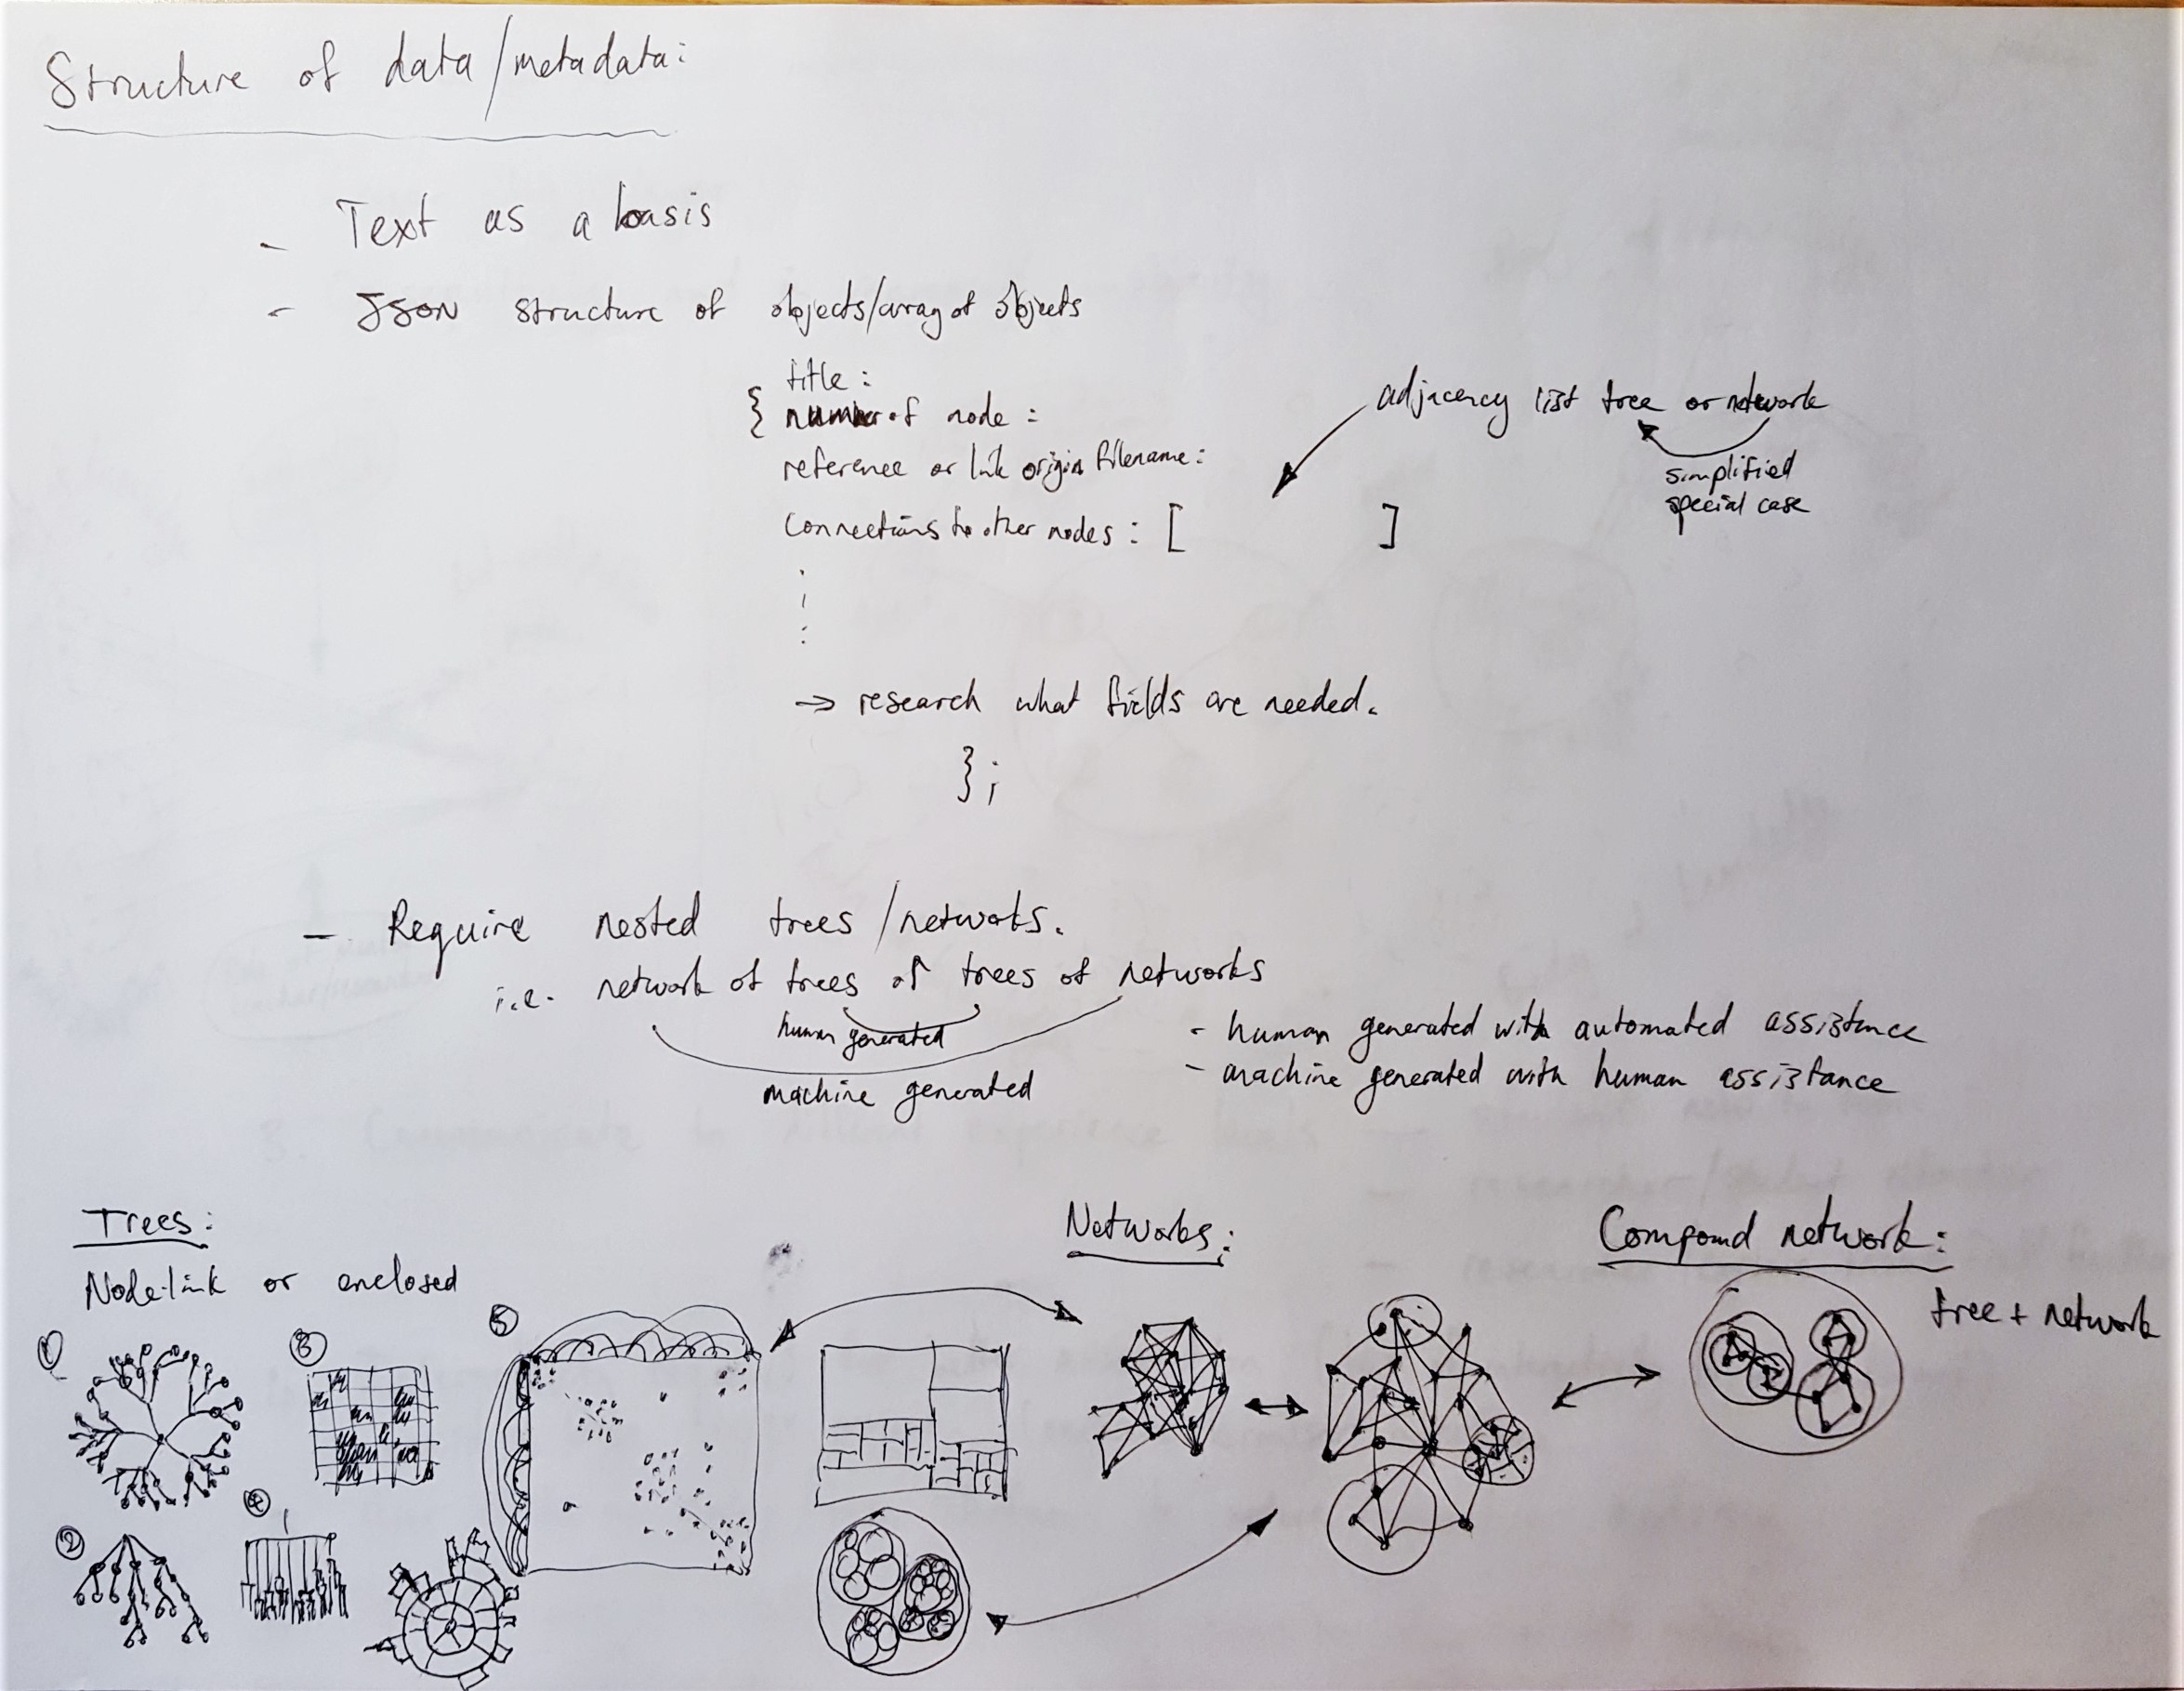 Structure of data/metadata:
- Text as a basis
- JSON structure of objects/array of objects
title :
{ number of node :
reference or link origin filename :
connections to other nodes : [ ]
adjacency list tree or network
simplified
special case
→ research what fields are needed.
} ;
- Require nested trees/networks.
i.e. network of trees of trees of networks
human generated
machine generated
- human generated with automated assistance
- machine generated with human assistance
Trees:
Node-link or enclosed
1
2
3
4
5
Networks:
Compound network:
tree + network